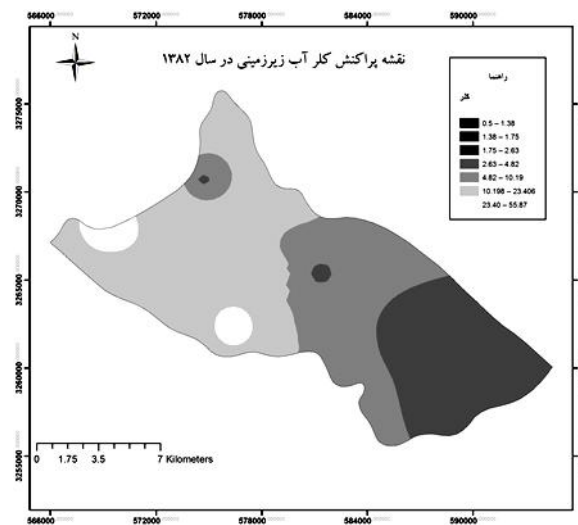 566000 572000 578000 584000 590000
N
نقشه پراکنش کلر آب زیرزمینی در سال ۱۳۸۲
راهنما
کلر
0.5 – 1.38
1.38 – 1.75
1.75 – 2.63
2.63 – 4.82
4.82 – 10.19
10.198 – 23.406
23.40 – 55.87
3275000
3270000
3265000
3260000
3255000
0 1.75 3.5 7 Kilometers
566000 572000 578000 584000 590000